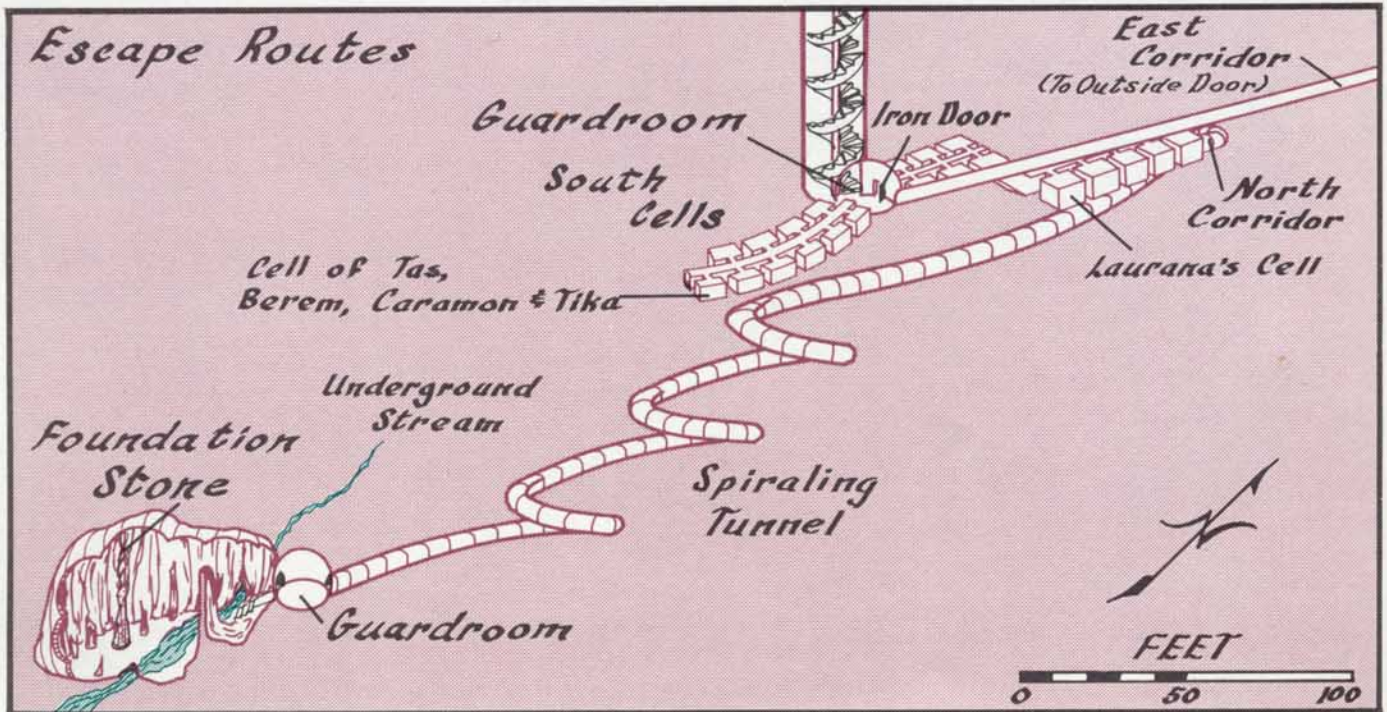 Escape Routes
East
Corridor
(To Outside Door)
Guardroom
Iron Door
South
Cells
North
Corridor
Laurana's Cell
Cell of Tas,
Berem, Caramon & Tika
Underground
Stream
Foundation
Stone
Spiraling
Tunnel
Guardroom
N
FEET
0 50 100